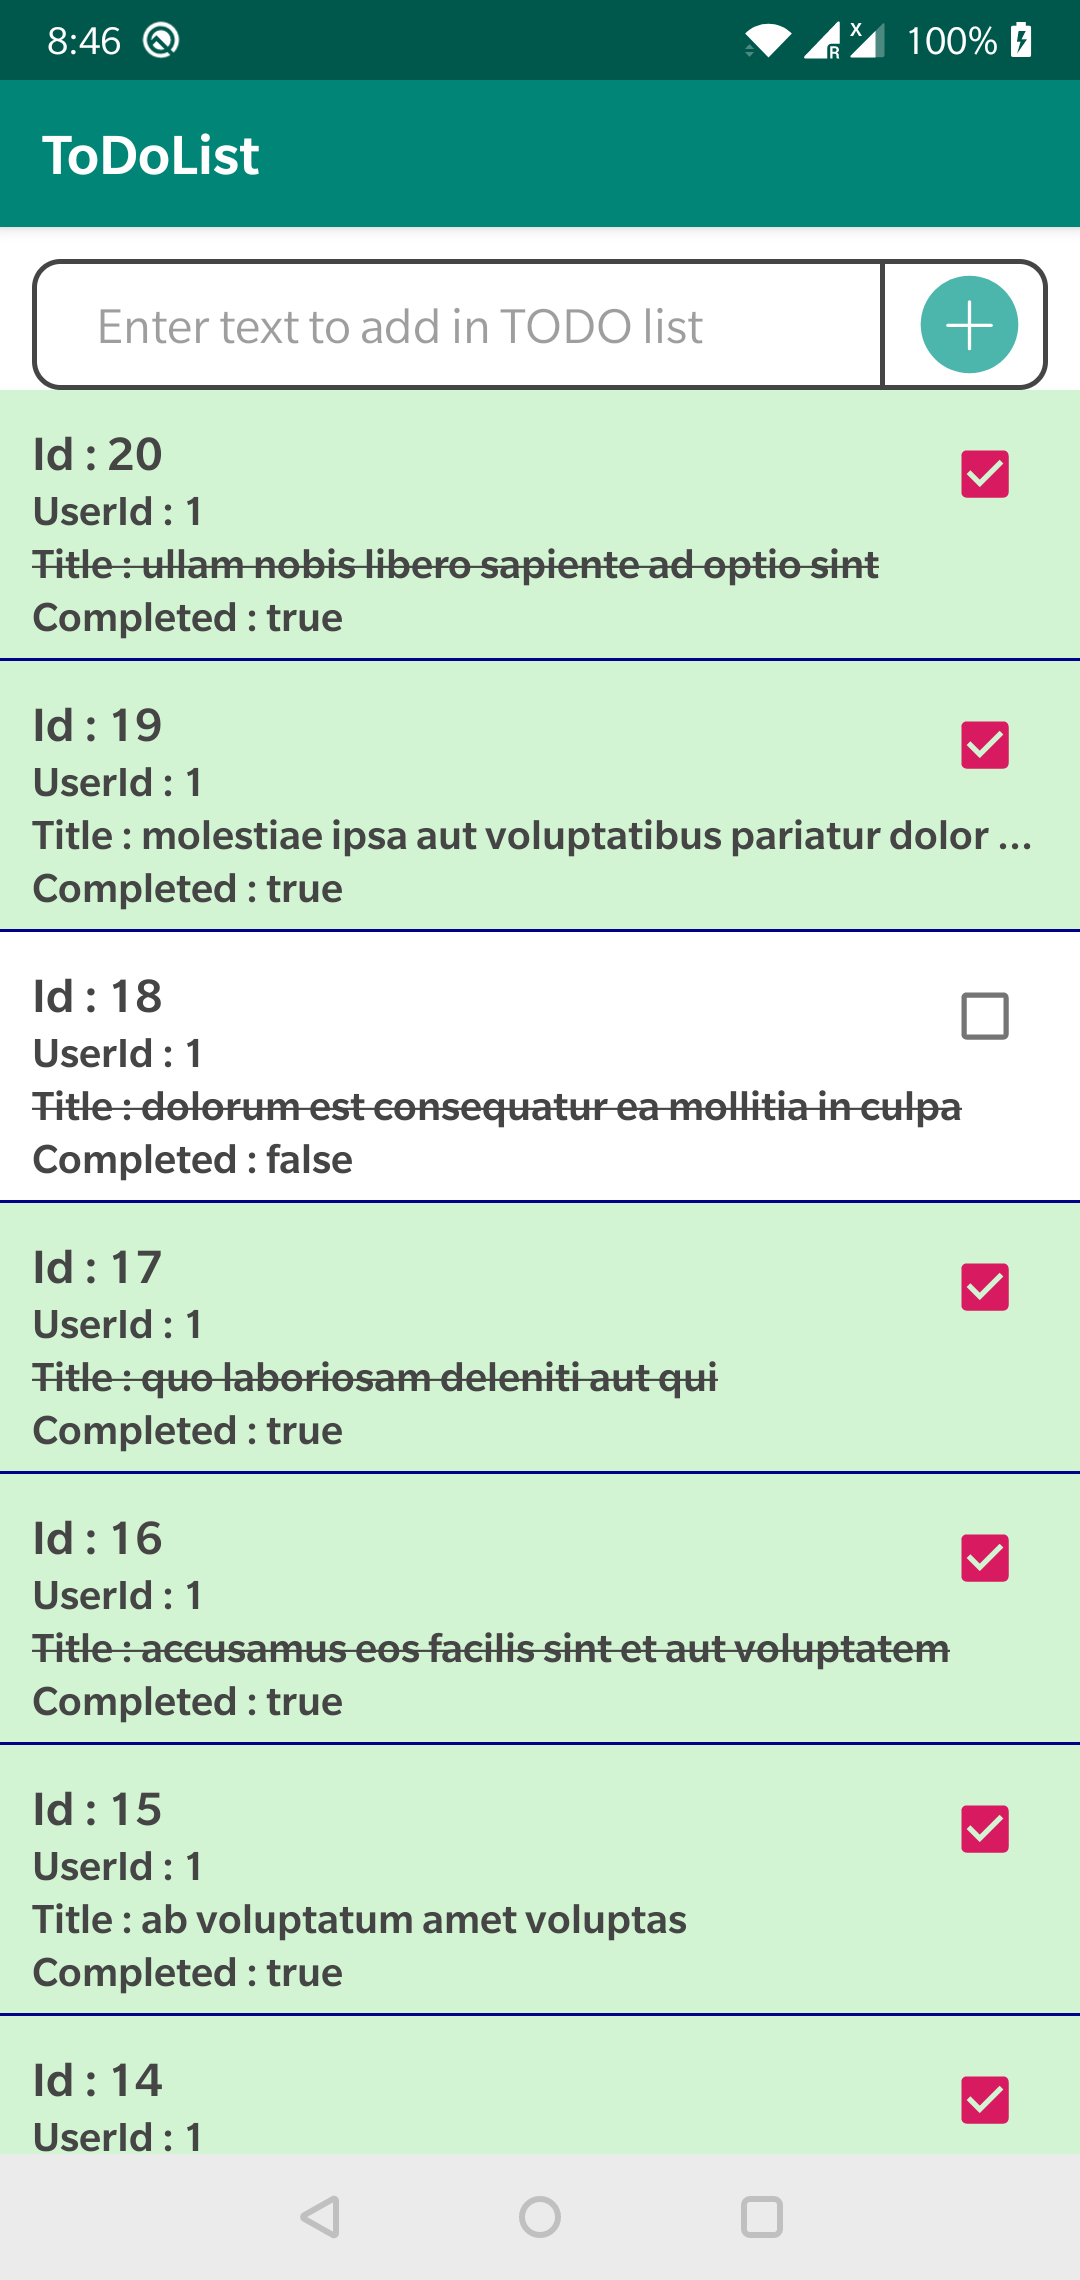 8:46 R X 100%
ToDoList
Enter text to add in TODO list
Id : 20
UserId : 1
Title : ullam nobis libero sapiente ad optio sint
Completed : true
Id : 19
UserId : 1
Title : molestiae ipsa aut voluptatibus pariatur dolor ...
Completed : true
Id : 18
UserId : 1
Title : dolorum est consequatur ea mollitia in culpa
Completed : false
Id : 17
UserId : 1
Title : quo laboriosam deleniti aut qui
Completed : true
Id : 16
UserId : 1
Title : accusamus eos facilis sint et aut voluptatem
Completed : true
Id : 15
UserId : 1
Title : ab voluptatum amet voluptas
Completed : true
Id : 14
UserId : 1